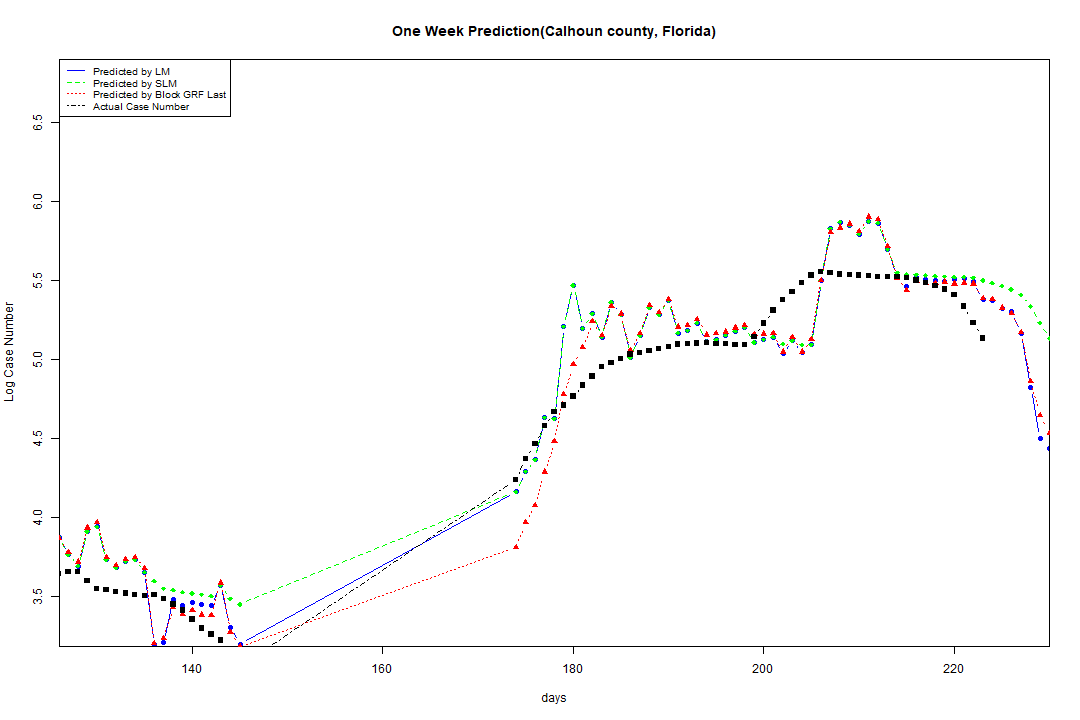 One Week Prediction(Calhoun county, Florida)
Predicted by LM
Predicted by SLM
Predicted by Block GRF Last
Actual Case Number
Log Case Number
6.5
6.0
5.5
5.0
4.5
4.0
3.5
140 160 180 200 220
days